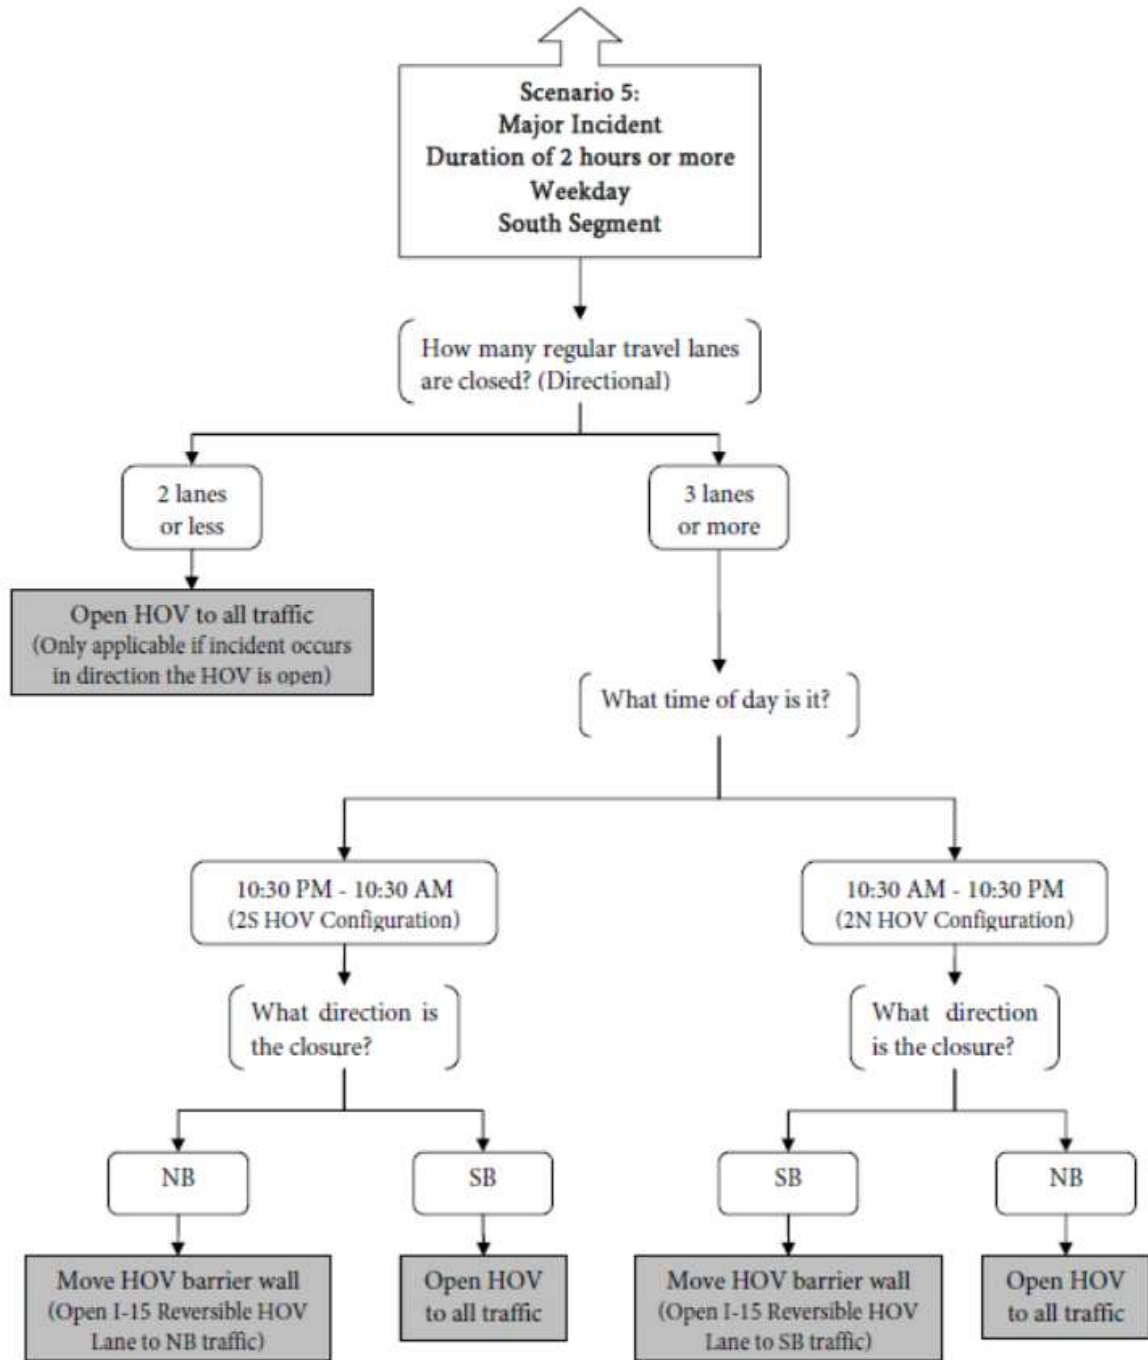 Scenario 5:
Major Incident
Duration of 2 hours or more
Weekday
South Segment
How many regular travel lanes
are closed? (Directional)
2 lanes
or less
3 lanes
or more
Open HOV to all traffic
(Only applicable if incident occurs
in direction the HOV is open)
What time of day is it?
10:30 PM - 10:30 AM
(2S HOV Configuration)
10:30 AM - 10:30 PM
(2N HOV Configuration)
What direction is
the closure?
What direction
is the closure?
NB
SB
SB
NB
Move HOV barrier wall
(Open I-15 Reversible HOV
Lane to NB traffic)
Open HOV
to all traffic
Move HOV barrier wall
(Open I-15 Reversible HOV
Lane to SB traffic)
Open HOV
to all traffic